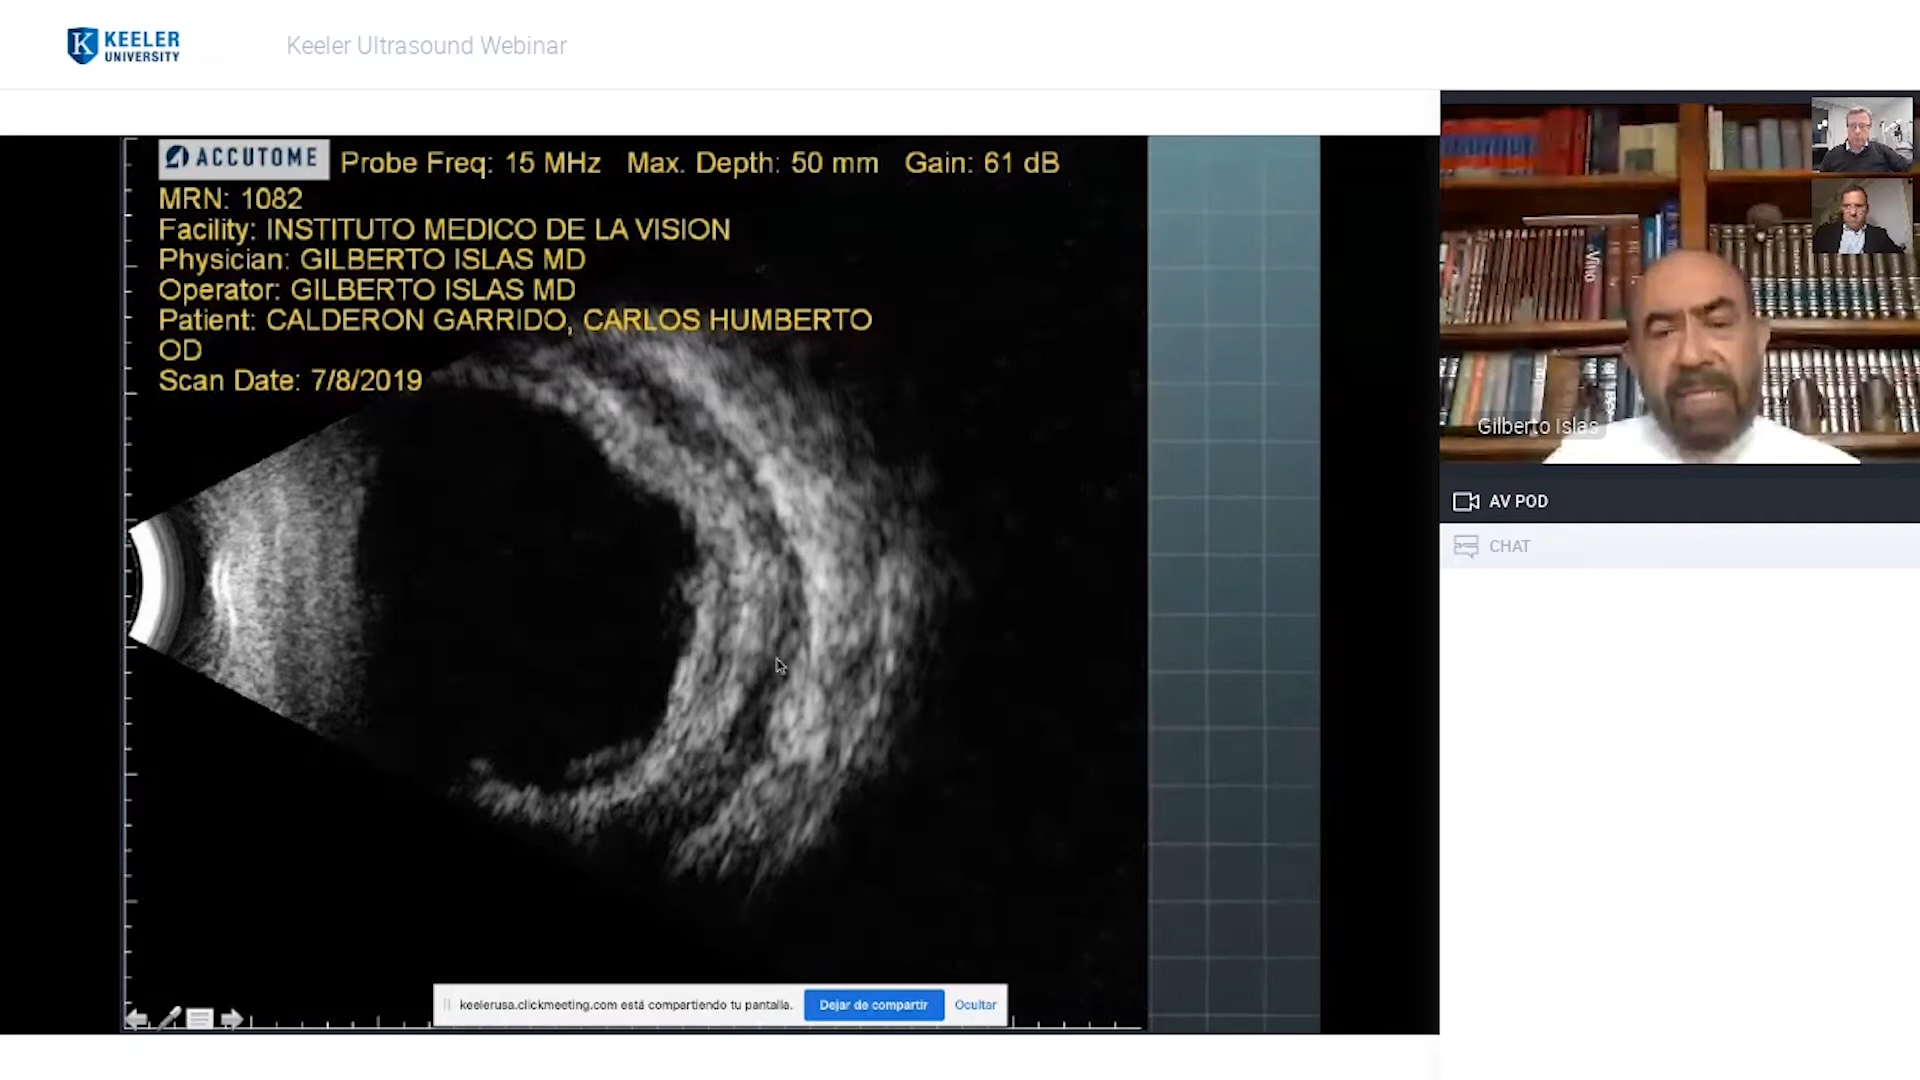 KEELER
UNIVERSITY
Keeler Ultrasound Webinar
ACCUTOME Probe Freq: 15 MHz Max. Depth: 50 mm Gain: 61 dB
MRN: 1082
Facility: INSTITUTO MEDICO DE LA VISION
Physician: GILBERTO ISLAS MD
Operator: GILBERTO ISLAS MD
Patient: CALDERON GARRIDO, CARLOS HUMBERTO
OD
Scan Date: 7/8/2019
keelerusa.clickmeeting.com está compartiendo tu pantalla. Dejar de compartir Ocultar
Gilberto Islas
AV POD
CHAT